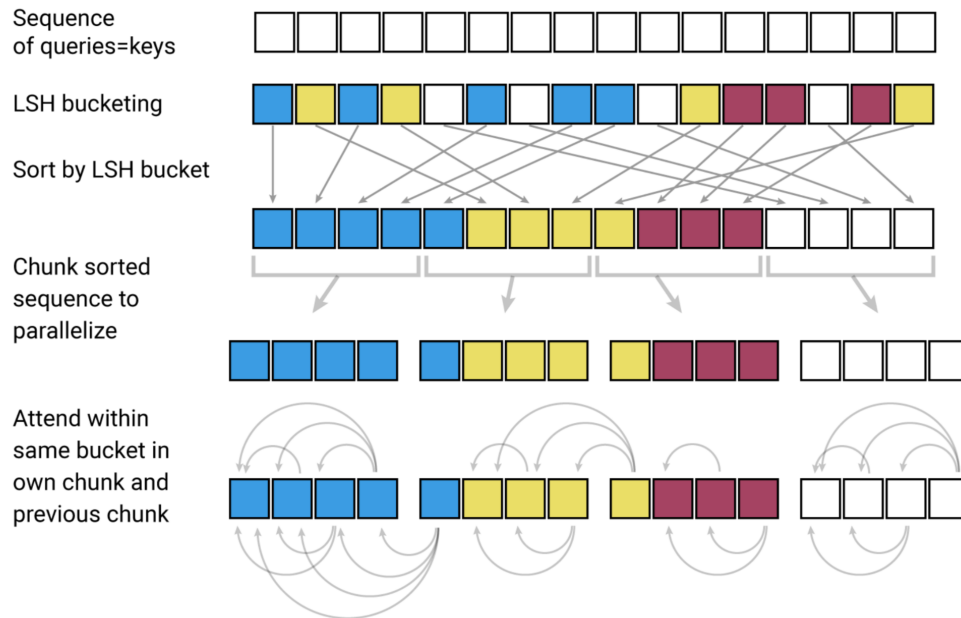 Sequence
of queries=keys
LSH bucketing
Sort by LSH bucket
Chunk sorted
sequence to
parallelize
Attend within
same bucket in
own chunk and
previous chunk